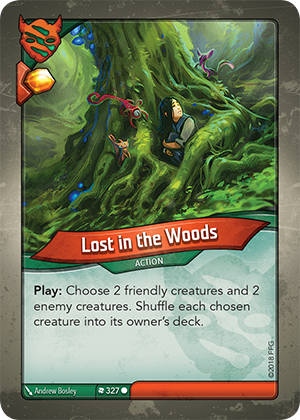 Lost in the Woods
ACTION
Play: Choose 2 friendly creatures and 2
enemy creatures. Shuffle each chosen
creature into its owner's deck.
©2018 FFG
Andrew Bosley
327